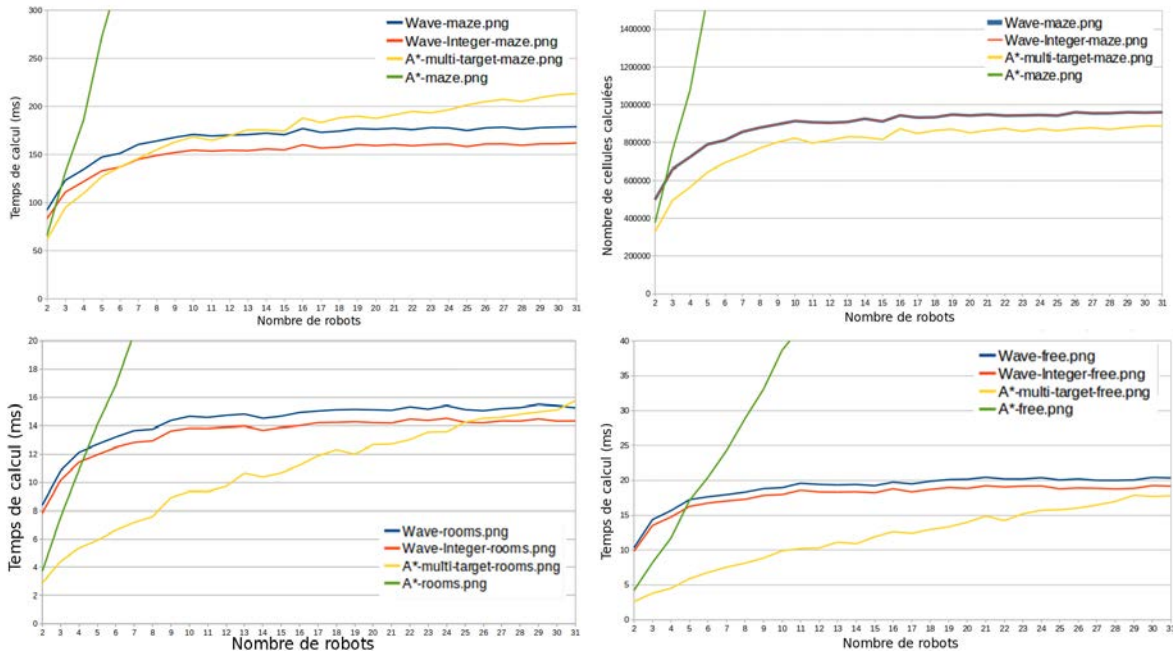 300
250
200
150
100
50
0
Temps de calcul (ms)
Wave-maze.png
Wave-Integer-maze.png
A*-multi-target-maze.png
A*-maze.png
2 3 4 5 6 7 8 9 10 11 12 13 14 15 16 17 18 19 20 21 22 23 24 25 26 27 28 29 30 31
Nombre de robots
1400000
1200000
1000000
800000
600000
400000
200000
0
Nombre de cellules calculées
Wave-maze.png
Wave-Integer-maze.png
A*-multi-target-maze.png
A*-maze.png
2 3 4 5 6 7 8 9 10 11 12 13 14 15 16 17 18 19 20 21 22 23 24 25 26 27 28 29 30 31
Nombre de robots
20
18
16
14
12
10
8
6
4
2
0
Temps de calcul (ms)
Wave-rooms.png
Wave-Integer-rooms.png
A*-multi-target-rooms.png
A*-rooms.png
2 3 4 5 6 7 8 9 10 11 12 13 14 15 16 17 18 19 20 21 22 23 24 25 26 27 28 29 30 31
Nombre de robots
40
35
30
25
20
15
10
5
0
Temps de calcul (ms)
Wave-free.png
Wave-Integer-free.png
A*-multi-target-free.png
A*-free.png
2 3 4 5 6 7 8 9 10 11 12 13 14 15 16 17 18 19 20 21 22 23 24 25 26 27 28 29 30 31
Nombre de robots